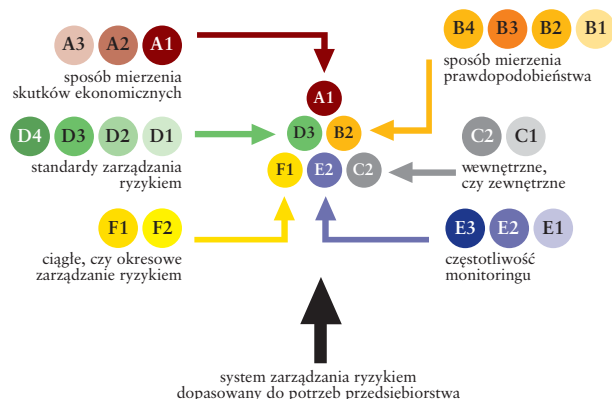 A3 A2 A1
sposób mierzenia
skutków ekonomicznych
B4 B3 B2 B1
sposób mierzenia
prawdopodobieństwa
A1
D4 D3 D2 D1
standardy zarządzania
ryzykiem
D3 B2
C2 C1
wewnętrzne,
czy zewnętrzne
F1 E2 C2
F1 F2
ciągłe, czy okresowe
zarządzanie ryzykiem
E3 E2 E1
częstotliwość
monitoringu
system zarządzania ryzykiem
dopasowany do potrzeb przedsiębiorstwa